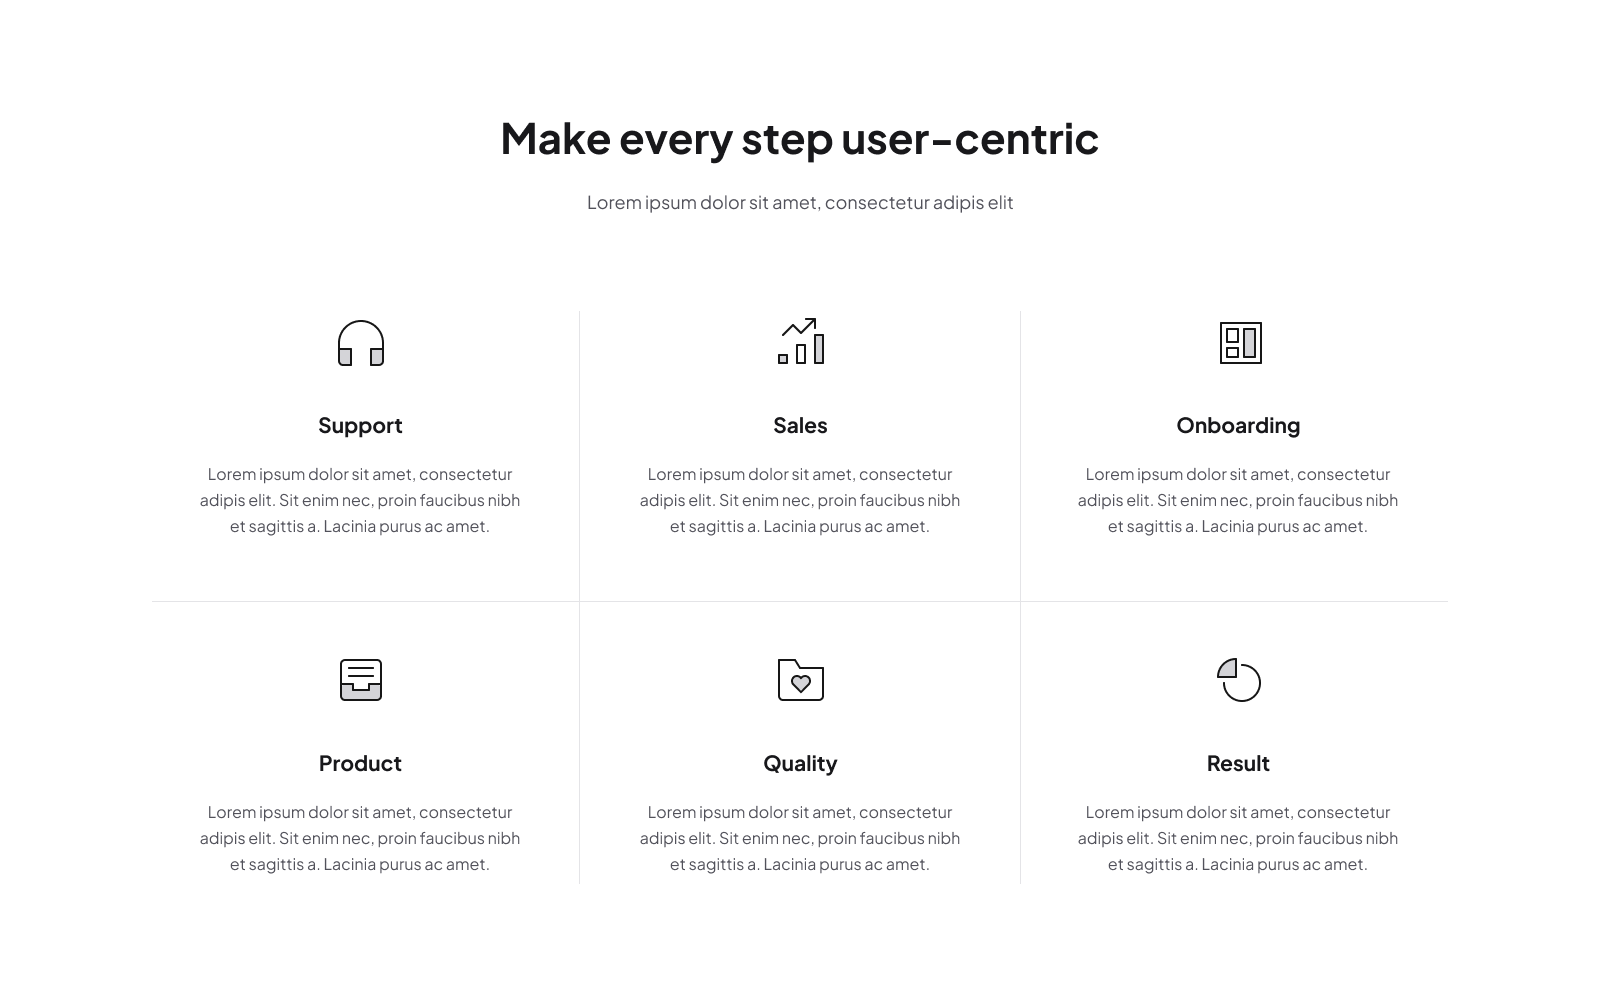 Make every step user-centric
Lorem ipsum dolor sit amet, consectetur adipis elit
Support
Lorem ipsum dolor sit amet, consectetur
adipis elit. Sit enim nec, proin faucibus nibh
et sagittis a. Lacinia purus ac amet.
Sales
Lorem ipsum dolor sit amet, consectetur
adipis elit. Sit enim nec, proin faucibus nibh
et sagittis a. Lacinia purus ac amet.
Onboarding
Lorem ipsum dolor sit amet, consectetur
adipis elit. Sit enim nec, proin faucibus nibh
et sagittis a. Lacinia purus ac amet.
Product
Lorem ipsum dolor sit amet, consectetur
adipis elit. Sit enim nec, proin faucibus nibh
et sagittis a. Lacinia purus ac amet.
Quality
Lorem ipsum dolor sit amet, consectetur
adipis elit. Sit enim nec, proin faucibus nibh
et sagittis a. Lacinia purus ac amet.
Result
Lorem ipsum dolor sit amet, consectetur
adipis elit. Sit enim nec, proin faucibus nibh
et sagittis a. Lacinia purus ac amet.